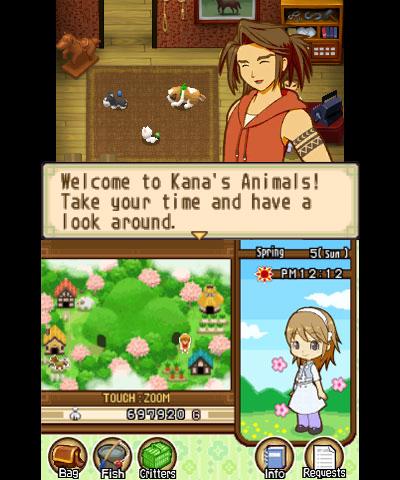 Welcome to Kana's Animals!
Take your time and have a
look around.
Spring 5(Sun)
PM12:12
TOUCH:ZOOM
697920 G
Bag
Fish
Critters
Info
Requests